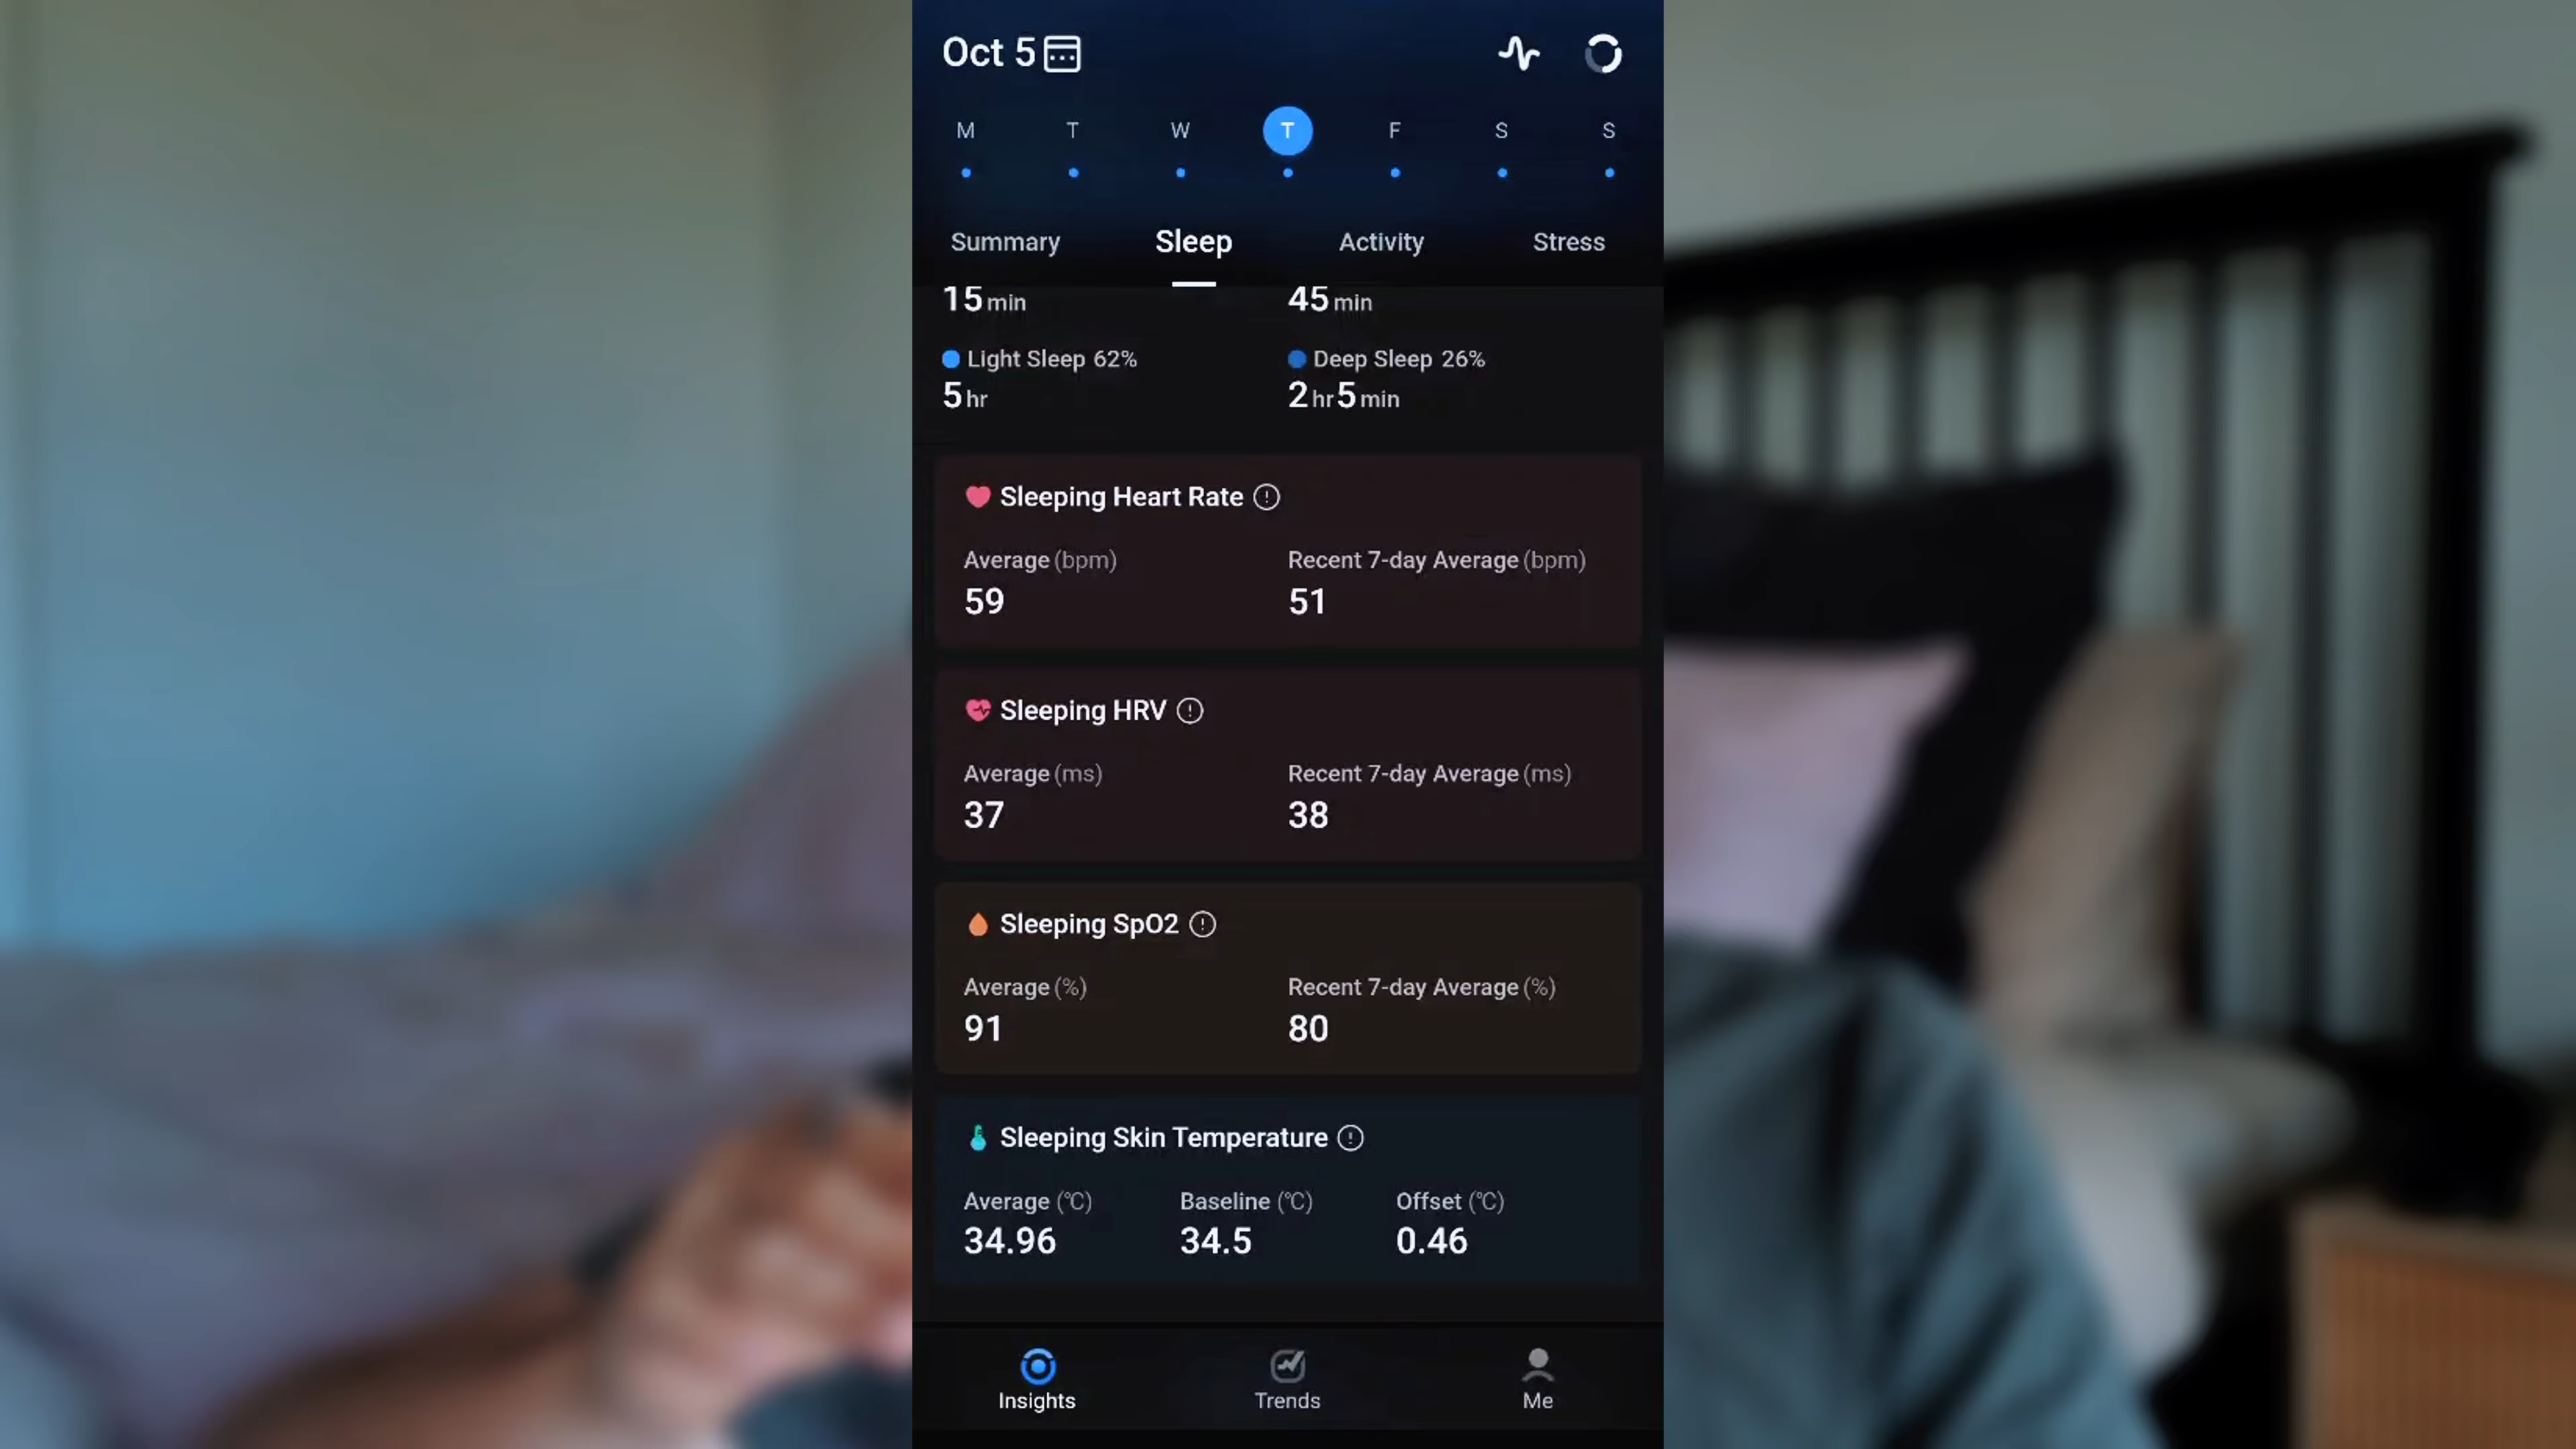 Oct 5
M T W T F S S
Summary Sleep Activity Stress
15 min 45 min
Light Sleep 62% Deep Sleep 26%
5 hr 2 hr 5 min
Sleeping Heart Rate
Average (bpm) Recent 7-day Average (bpm)
59 51
Sleeping HRV
Average (ms) Recent 7-day Average (ms)
37 38
Sleeping SpO2
Average (%) Recent 7-day Average (%)
91 80
Sleeping Skin Temperature
Average (℃) Baseline (℃) Offset (℃)
34.96 34.5 0.46
Insights Trends Me